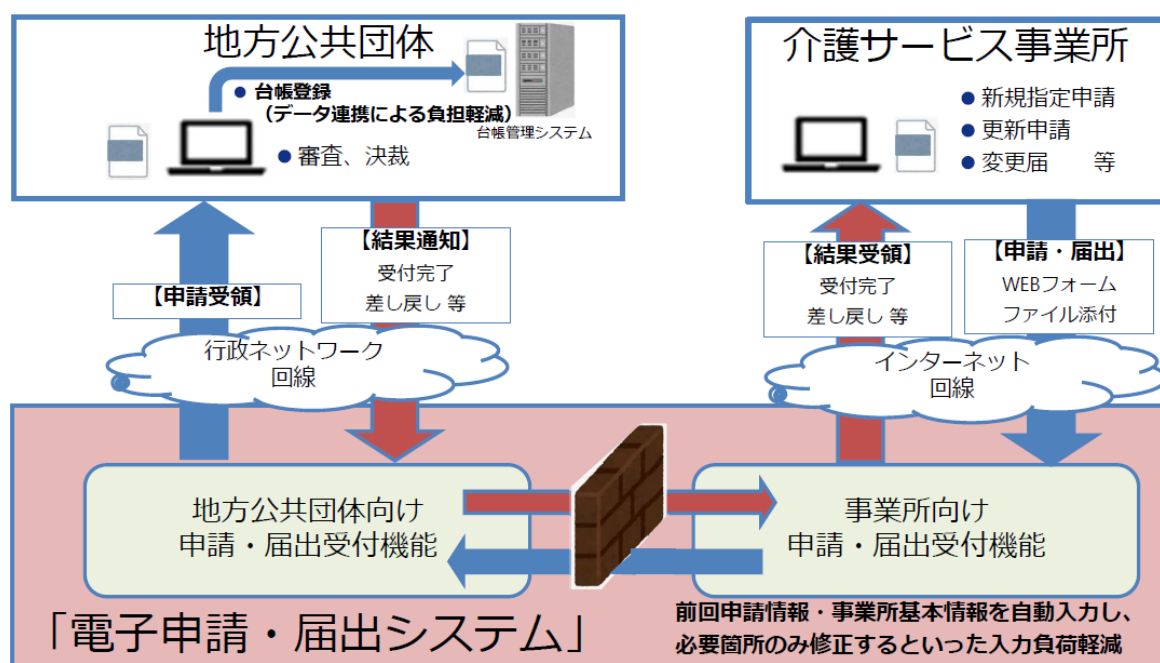 地方公共団体
● 台帳登録
（データ連携による負担軽減）
台帳管理システム
● 審査、決裁
介護サービス事業所
● 新規指定申請
● 更新申請
● 変更届　　等
【申請受領】
【結果通知】
受付完了
差し戻し 等
【結果受領】
受付完了
差し戻し 等
【申請・届出】
WEBフォーム
ファイル添付
行政ネットワーク
回線
インターネット
回線
地方公共団体向け
申請・届出受付機能
事業所向け
申請・届出受付機能
「電子申請・届出システム」
前回申請情報・事業所基本情報を自動入力し、
必要箇所のみ修正するといった入力負荷軽減